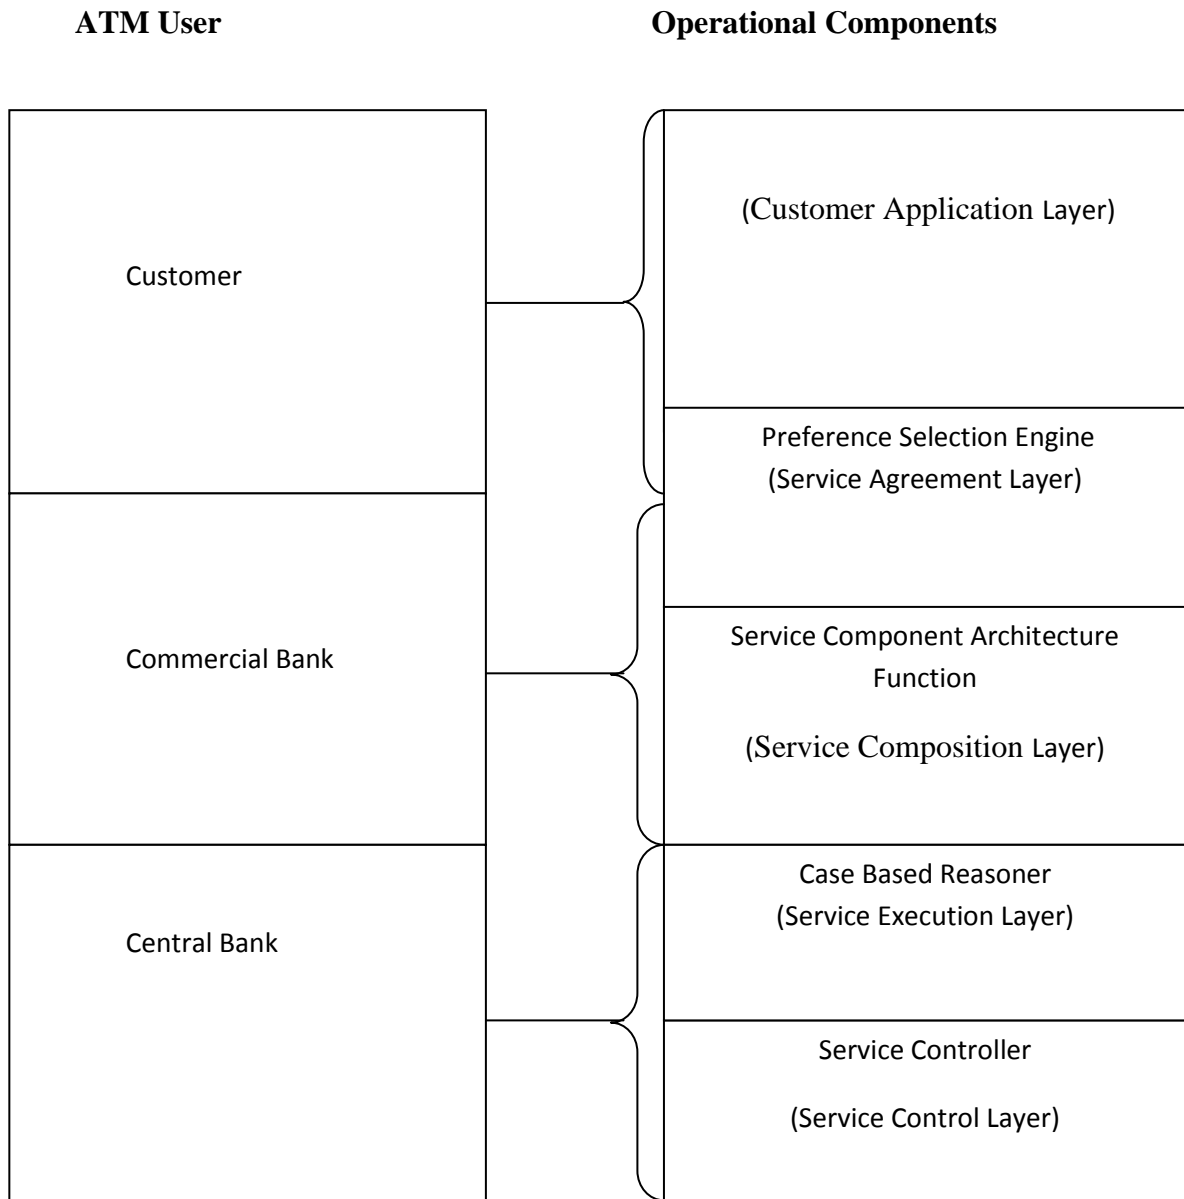 ATM User
Operational Components
Customer
(Customer Application Layer)
Preference Selection Engine
(Service Agreement Layer)
Commercial Bank
Service Component Architecture
Function
(Service Composition Layer)
Central Bank
Case Based Reasoner
(Service Execution Layer)
Service Controller
(Service Control Layer)